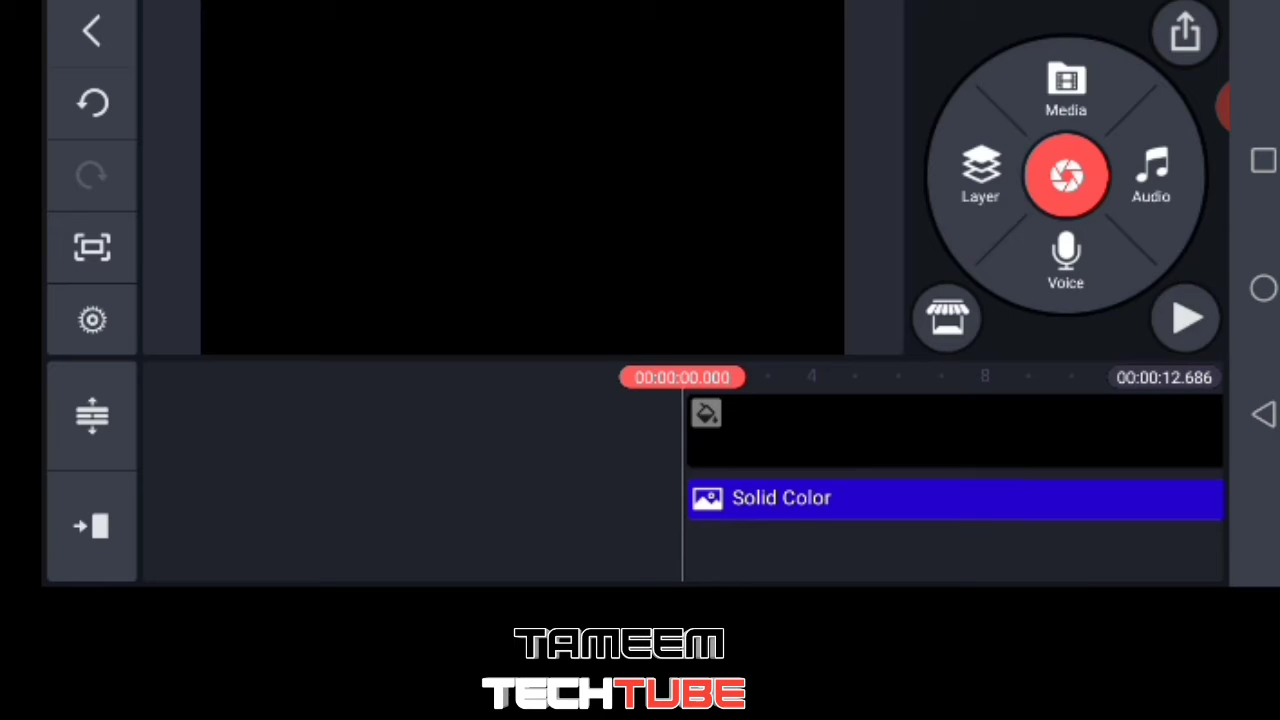 Media
Layer
Audio
Voice
00:00:00.000
4
8
00:00:12.686
Solid Color
TAMEEM
TECHTUBE